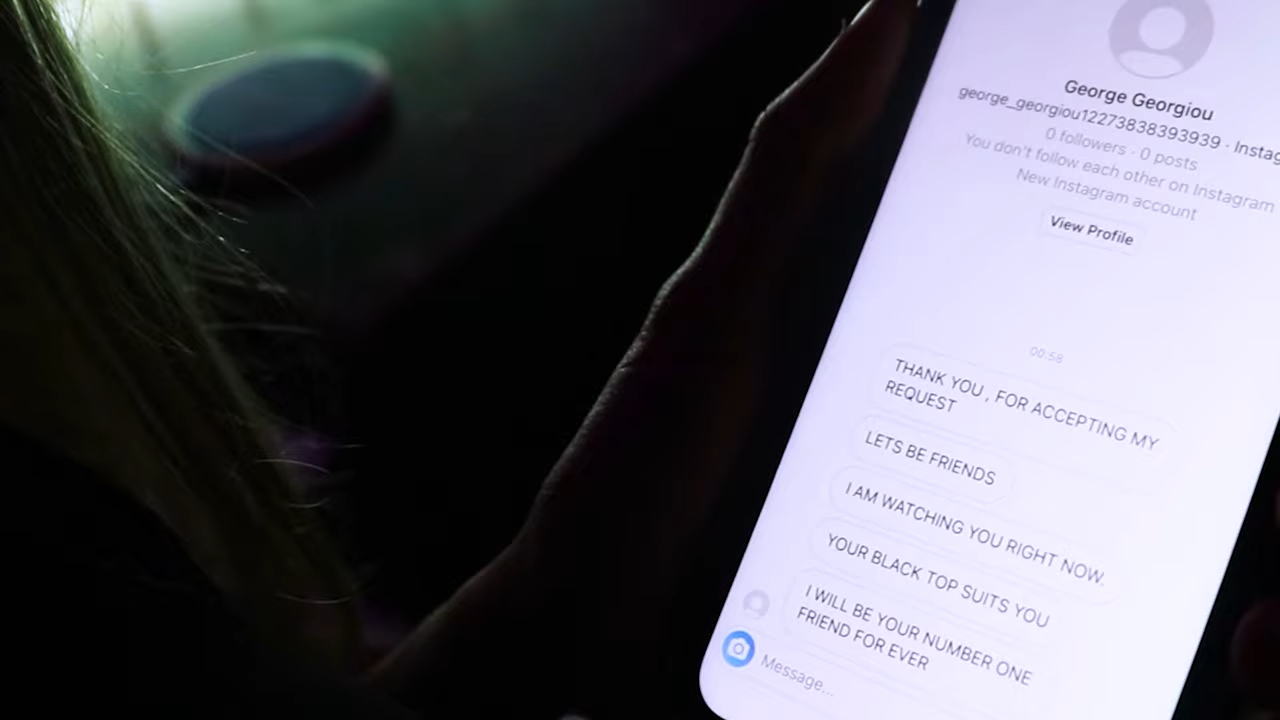 George Georgiou
george_georgiou12273838393939 · Instag
0 followers · 0 posts
You don't follow each other on Instagram
New Instagram account
View Profile
00:58
THANK YOU , FOR ACCEPTING MY
REQUEST
LETS BE FRIENDS
I AM WATCHING YOU RIGHT NOW.
YOUR BLACK TOP SUITS YOU
I WILL BE YOUR NUMBER ONE
FRIEND FOR EVER
Message...